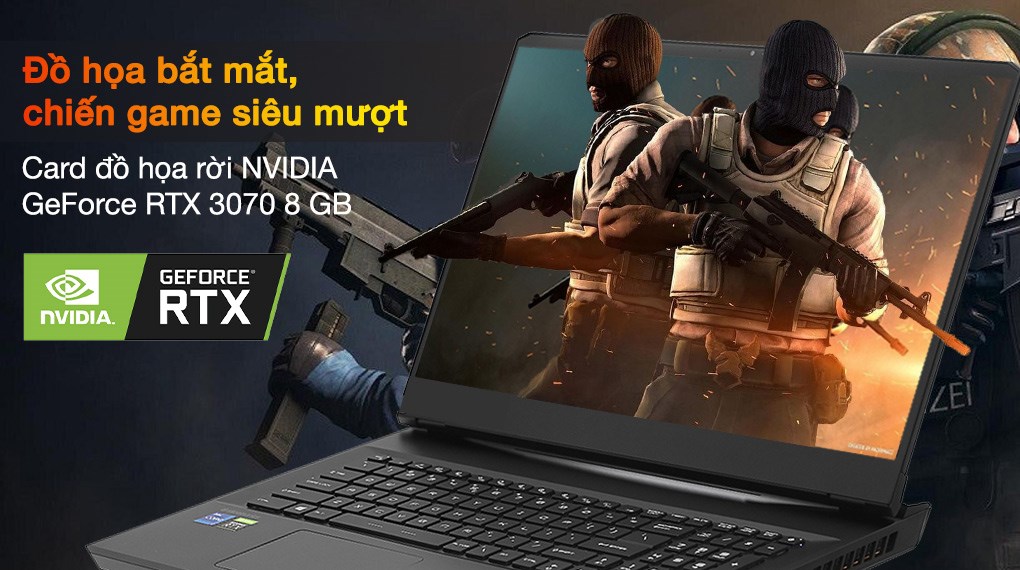 Đồ họa bắt mắt,
chiến game siêu mượt
Card đồ họa rời NVIDIA
GeForce RTX 3070 8 GB
NVIDIA.
GEFORCE®
RTX
ZEI